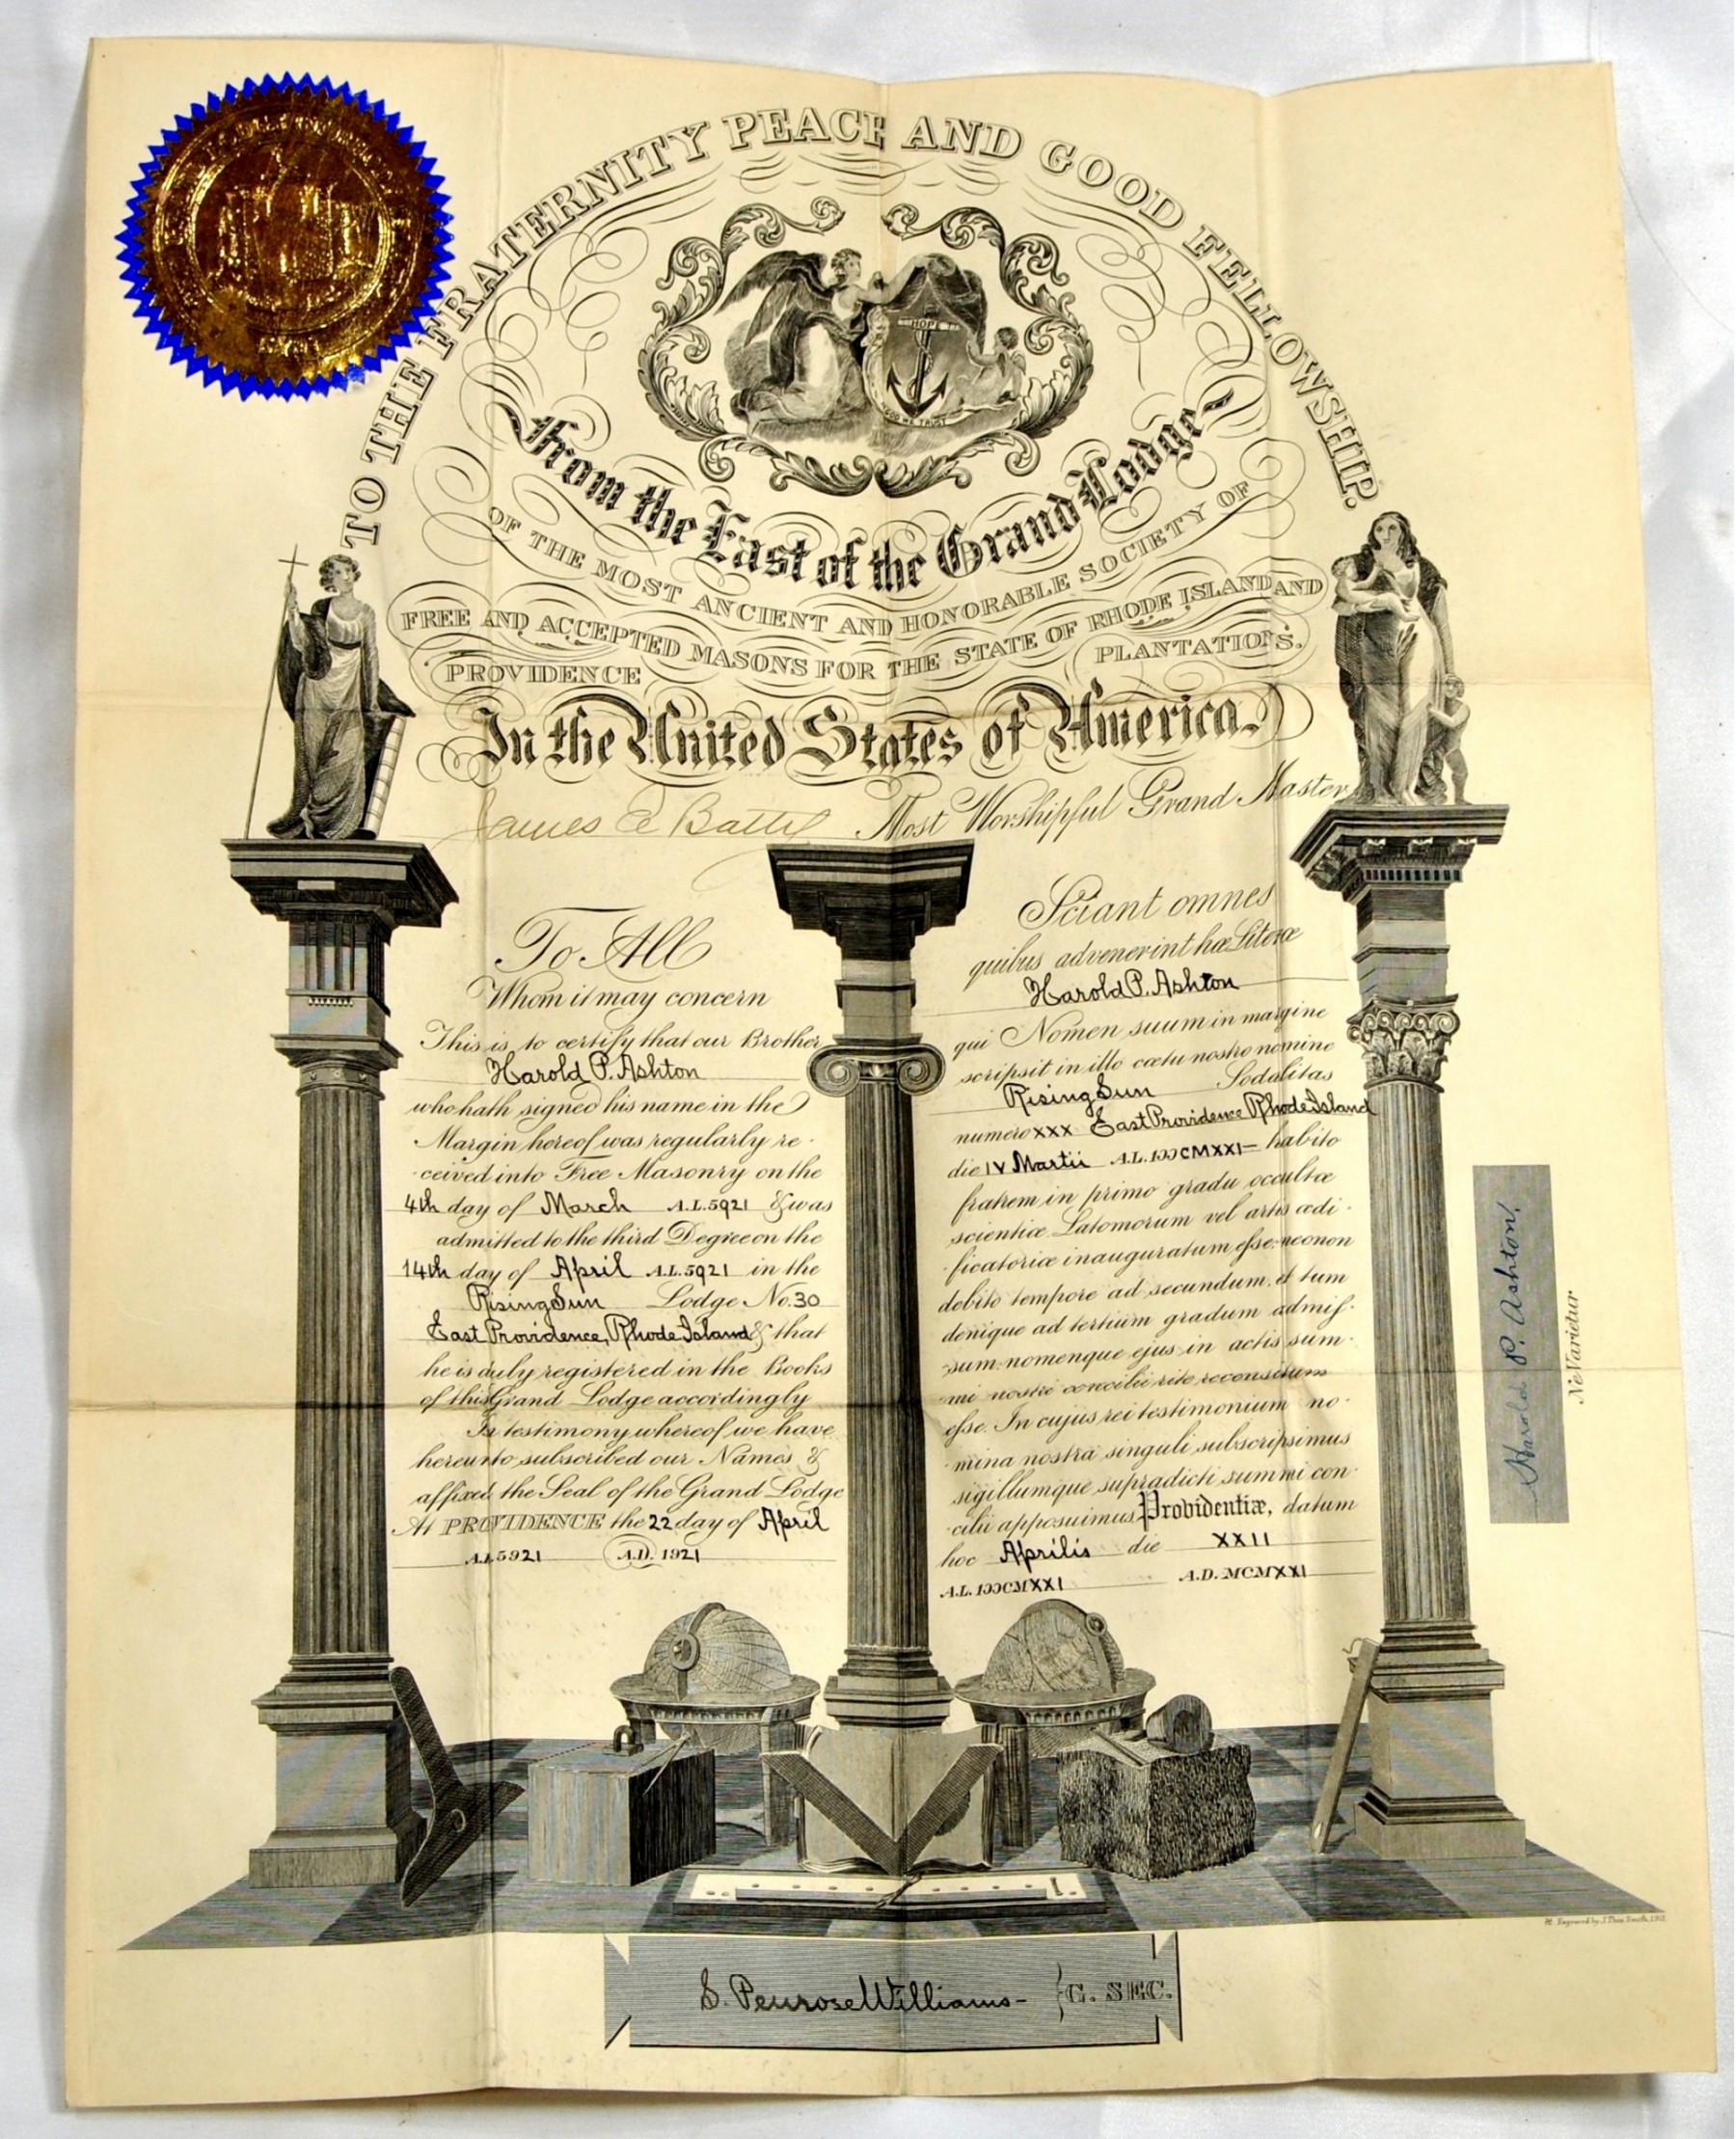 TO THE FRATERNITY PEACE AND GOOD FELLOWSHIP.
HOPE
From the East of the Grand Lodge
OF THE MOST ANCIENT AND HONORABLE SOCIETY OF
FREE AND ACCEPTED MASONS FOR THE STATE OF RHODE ISLAND AND
PROVIDENCE PLANTATIONS.
In the United States of America.
James C Batty Most Worshipful Grand Master
To All
Whom it may concern
This is to certify that our Brother
Harold P. Ashton
who hath signed his name in the
Margin hereof was regularly re-
ceived into Free Masonry on the
4th day of March A.L.5921 & was
admitted to the third Degree on the
14th day of April A.L.5921 in the
Rising Sun Lodge No.30
East Providence, Rhode Island & that
he is duly registered in the Books
of this Grand Lodge accordingly
In testimony whereof we have
hereunto subscribed our Names &
affixed the Seal of the Grand Lodge
At PROVIDENCE the 22 day of April
A.L.5921 A.D. 1921
Sciant omnes
quibus advenerint hæ Literæ
Harold P. Ashton
qui Nomen suum in margine
scripsit in illo cœtu nostro nomine
Rising Sun Sodalitas
numero XXX East Providence Rhode Island
die IV Martii A.L.IƆƆCMXXI habito
fratrem in primo gradu occultæ
scientiæ Latomorum vel artis ædi-
ficatoriæ inauguratum esse; necnon
debito tempore ad secundum, et tum
denique ad tertium gradum admis-
sum; nomenque ejus in actis sum-
mi nostri concilii rite reconsitum
esse. In cujus rei testimonium no-
mina nostra singuli subscripsimus
sigillumque supradicti summi con-
cilii apposuimus Providentiæ, datum
hoc Aprilis die XXII
A.L.IƆƆCMXXI A.D. MCMXXI
Harold P. Ashton.
Ne Varietur
Engraved by J. Theo. Smith,
S. Penrose Williams - G. SEC.